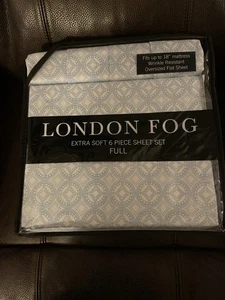 Fits up to 18" mattress
Wrinkle Resistant
Oversized Flat Sheet
LONDON FOG
EXTRA SOFT 6 PIECE SHEET SET
FULL